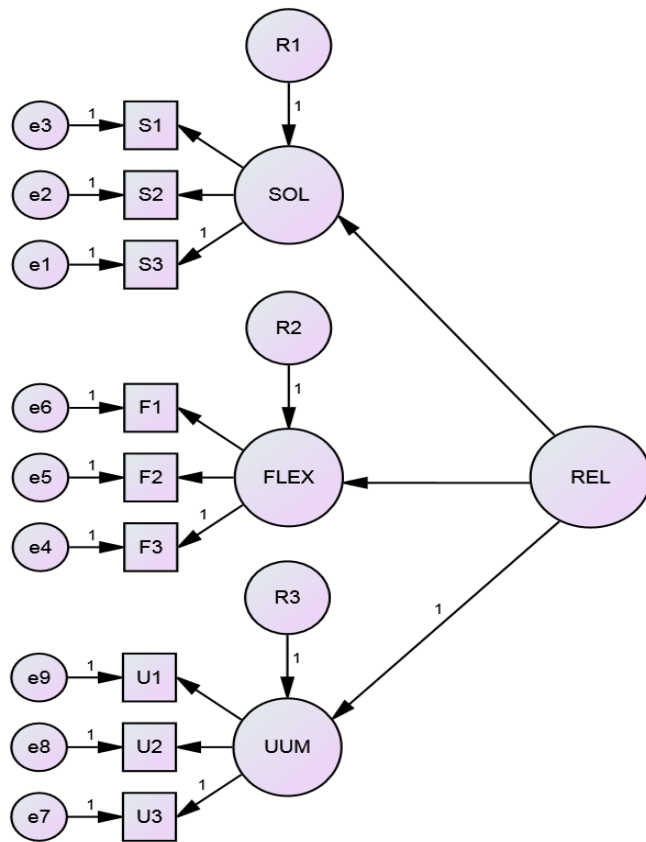 R1
1
e3 1 S1
e2 1 S2 SOL
e1 1 S3 1
R2
1
e6 1 F1
e5 1 F2 FLEX REL
e4 1 F3 1
R3
1
1
e9 1 U1
e8 1 U2 UUM
e7 1 U3 1